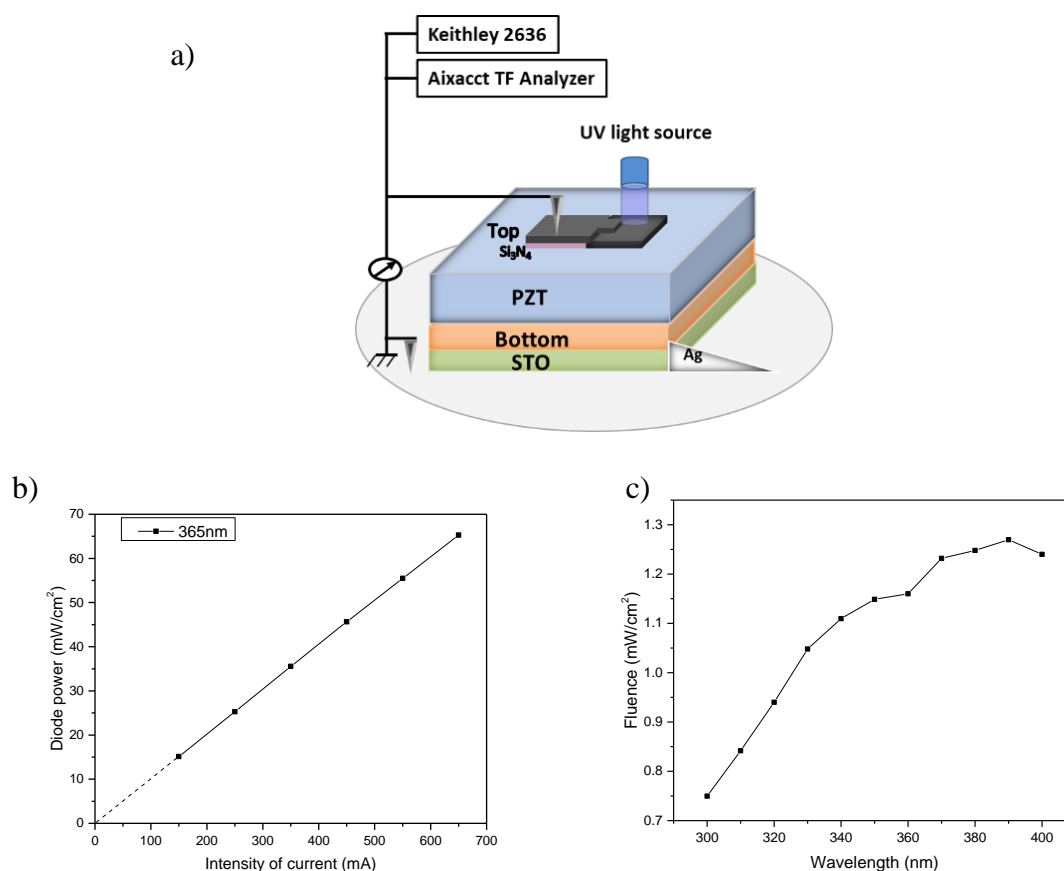 a)
Keithley 2636
Aixacct TF Analyzer
UV light source
Top
Si₃N₄
PZT
Bottom
Ag
STO
b)
70
60
50
40
30
20
10
0
365nm
Diode power (mW/cm²)
0 100 200 300 400 500 600 700
Intensity of current (mA)
c)
1.3
1.2
1.1
1.0
0.9
0.8
0.7
Fluence (mW/cm²)
300 320 340 360 380 400
Wavelength (nm)